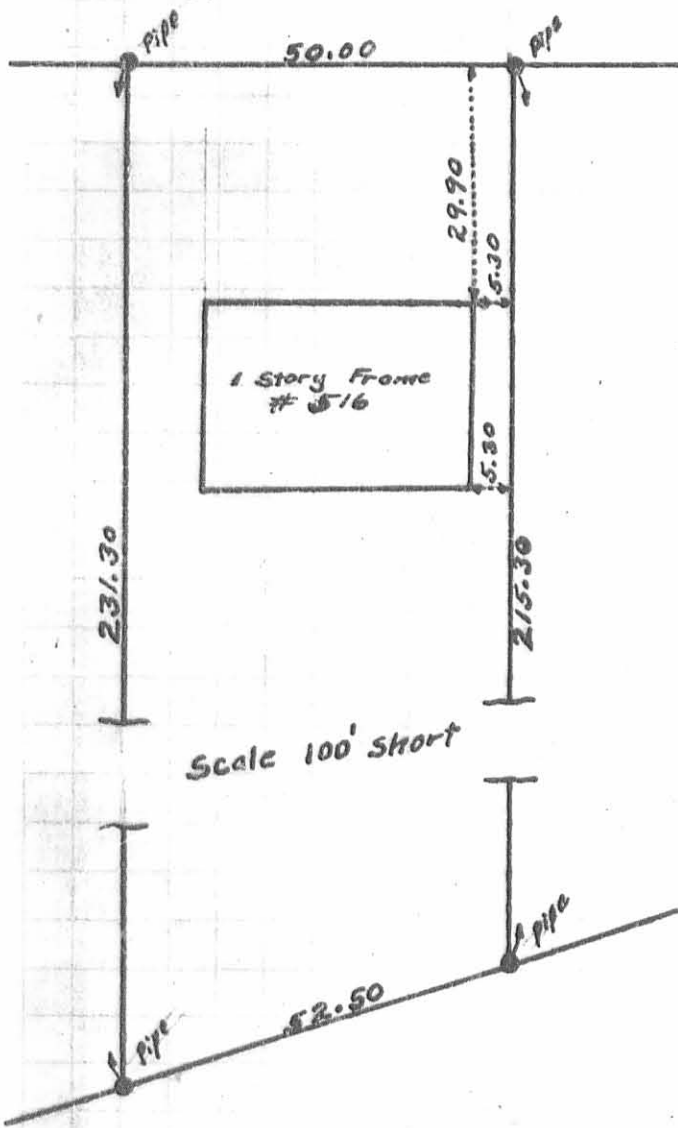 Pipe
50.00
Pipe
29.90
5.30
1 Story Frame
# 516
5.30
231.30
215.30
Scale 100' Short
Pipe
52.50
Pipe